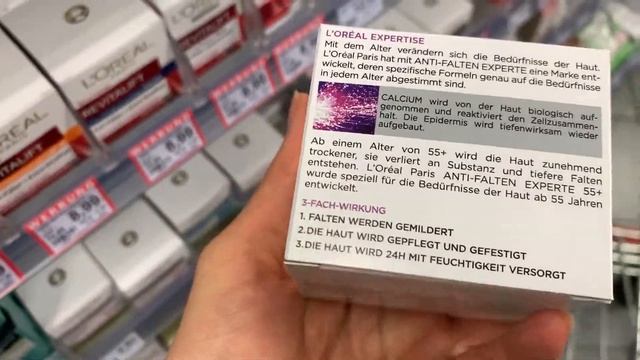 L'ORÉAL EXPERTISE
Mit dem Alter verändern sich die Bedürfnisse der Haut.
L'Oréal Paris hat mit ANTI-FALTEN EXPERTE eine Marke ent-
wickelt, deren spezifische Formeln genau auf die Bedürfnisse
in jedem Alter abgestimmt sind.
CALCIUM wird von der Haut biologisch auf-
genommen und reaktiviert den Zellzusammen-
halt. Die Epidermis wird tiefenwirksam wieder
aufgebaut.
Ab einem Alter von 55+ wird die Haut zunehmend
trockener, sie verliert an Substanz und tiefere Falten
entstehen. L'Oréal Paris ANTI-FALTEN EXPERTE 55+
wurde speziell für die Bedürfnisse der Haut ab 55 Jahren
entwickelt.
3-FACH-WIRKUNG
1. FALTEN WERDEN GEMILDERT
2. DIE HAUT WIRD GEPFLEGT UND GEFESTIGT
3. DIE HAUT WIRD 24H MIT FEUCHTIGKEIT VERSORGT
L'ORÉAL
REVITALIFT
L'ORÉAL
REVITALIFT
WERBUNG
8,99
WERBUNG
8,99